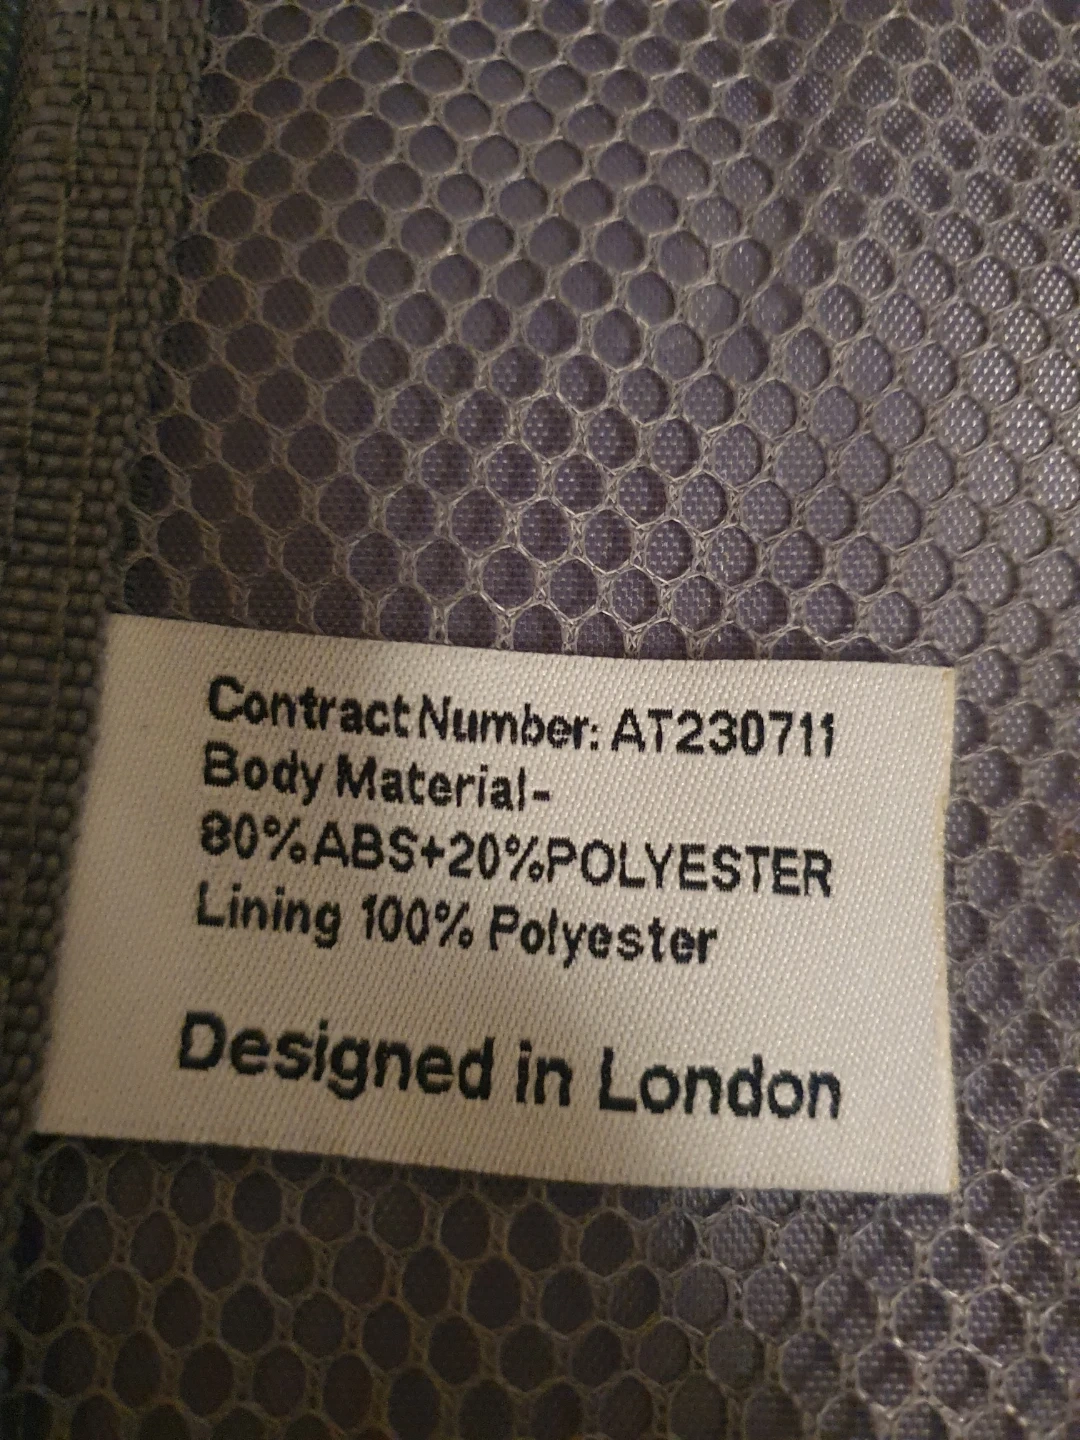 Contract Number: AT230711
Body Material-
80%ABS+20%POLYESTER
Lining 100% Polyester
Designed in London